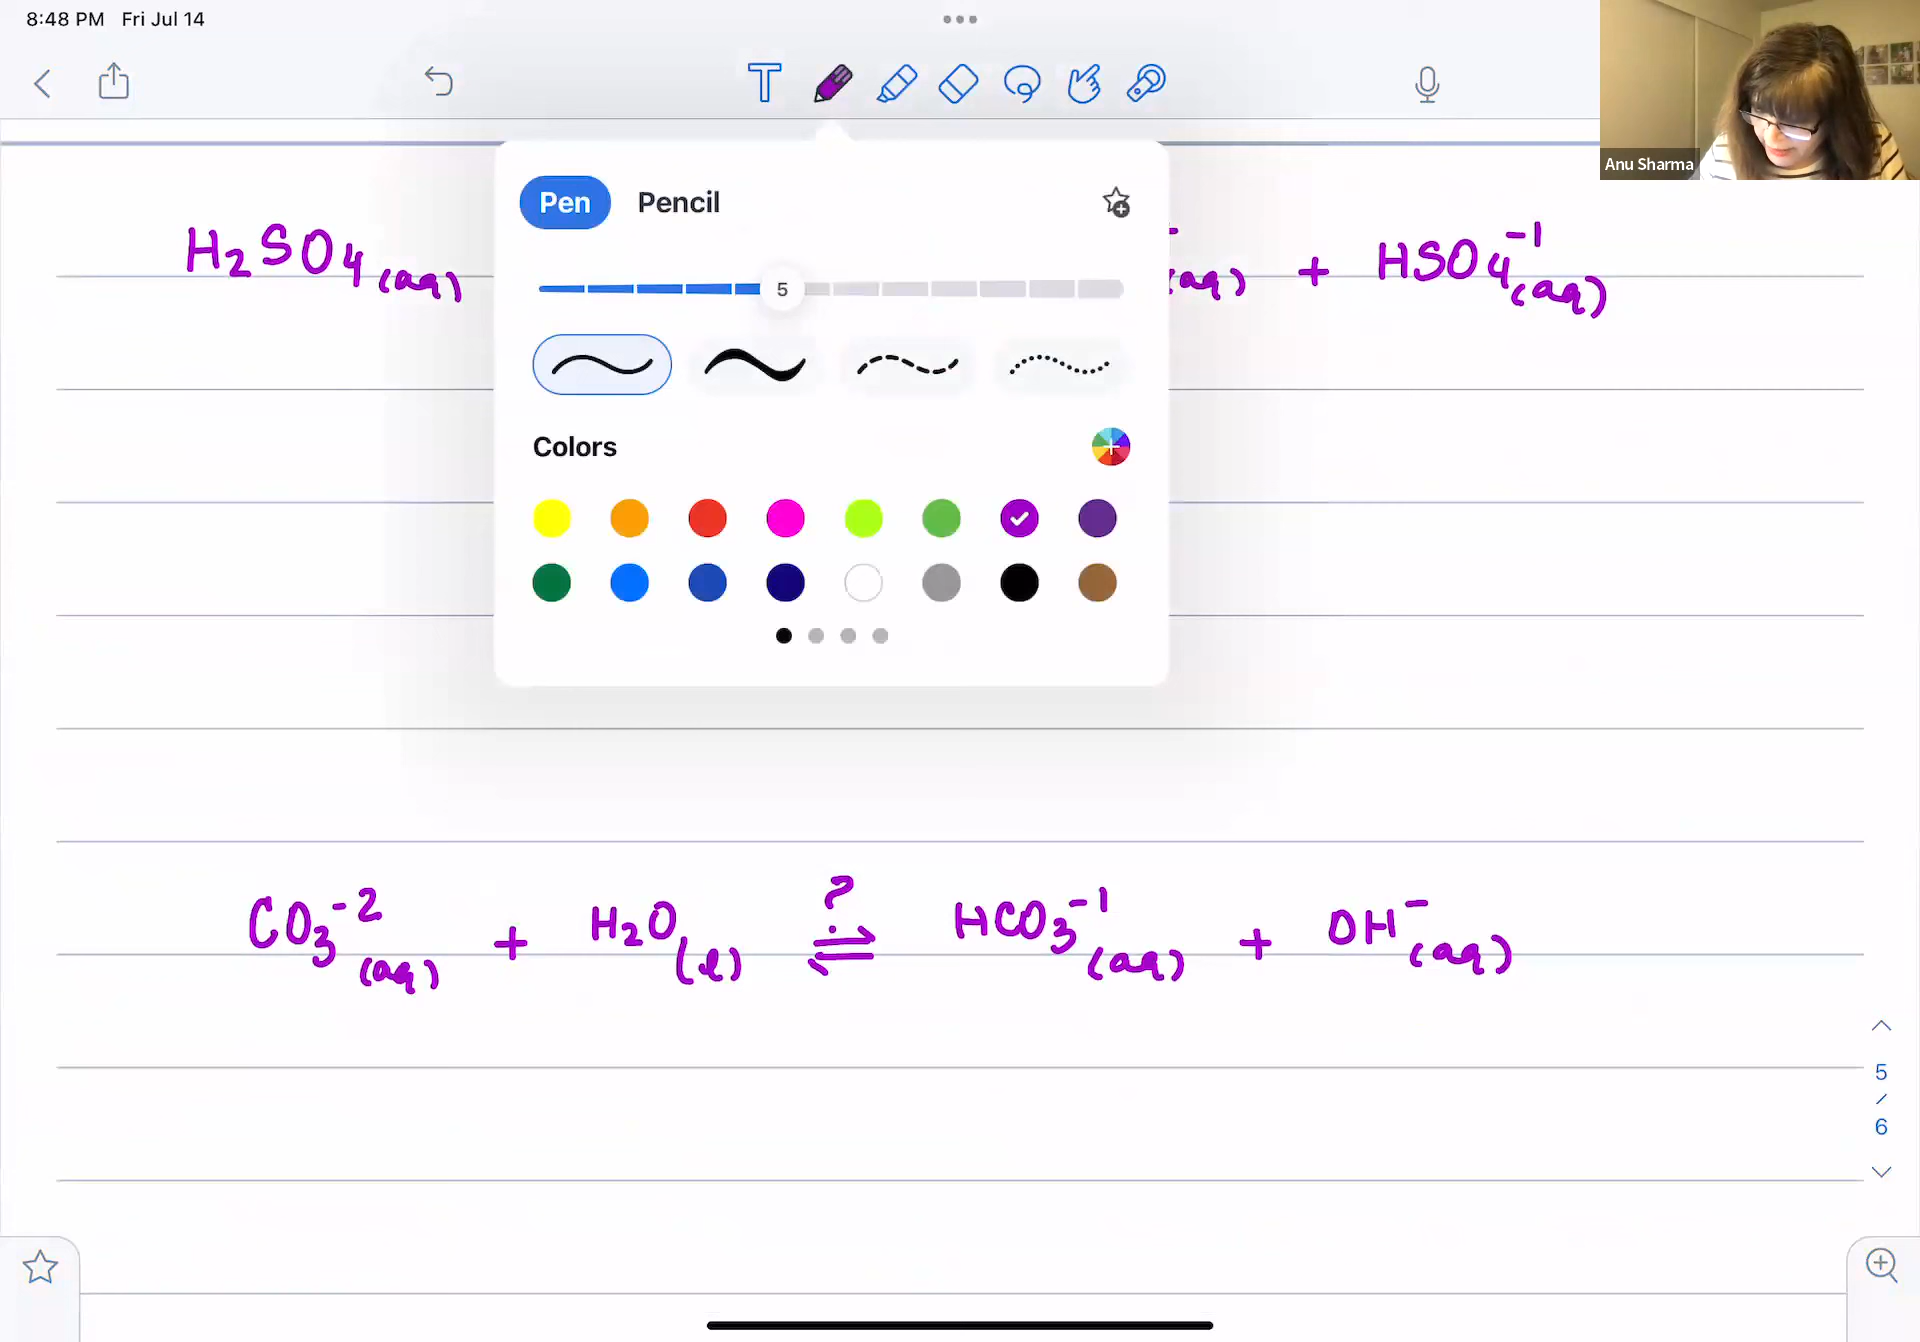 8:48 PM Fri Jul 14
Anu Sharma
Pen Pencil
H₂SO₄(aq) ⁻(aq) + HSO₄⁻¹(aq)
5
Colors
CO₃⁻²(aq) + H₂O(l) ?⇌ HCO₃⁻¹(aq) + OH⁻(aq)
5
/
6